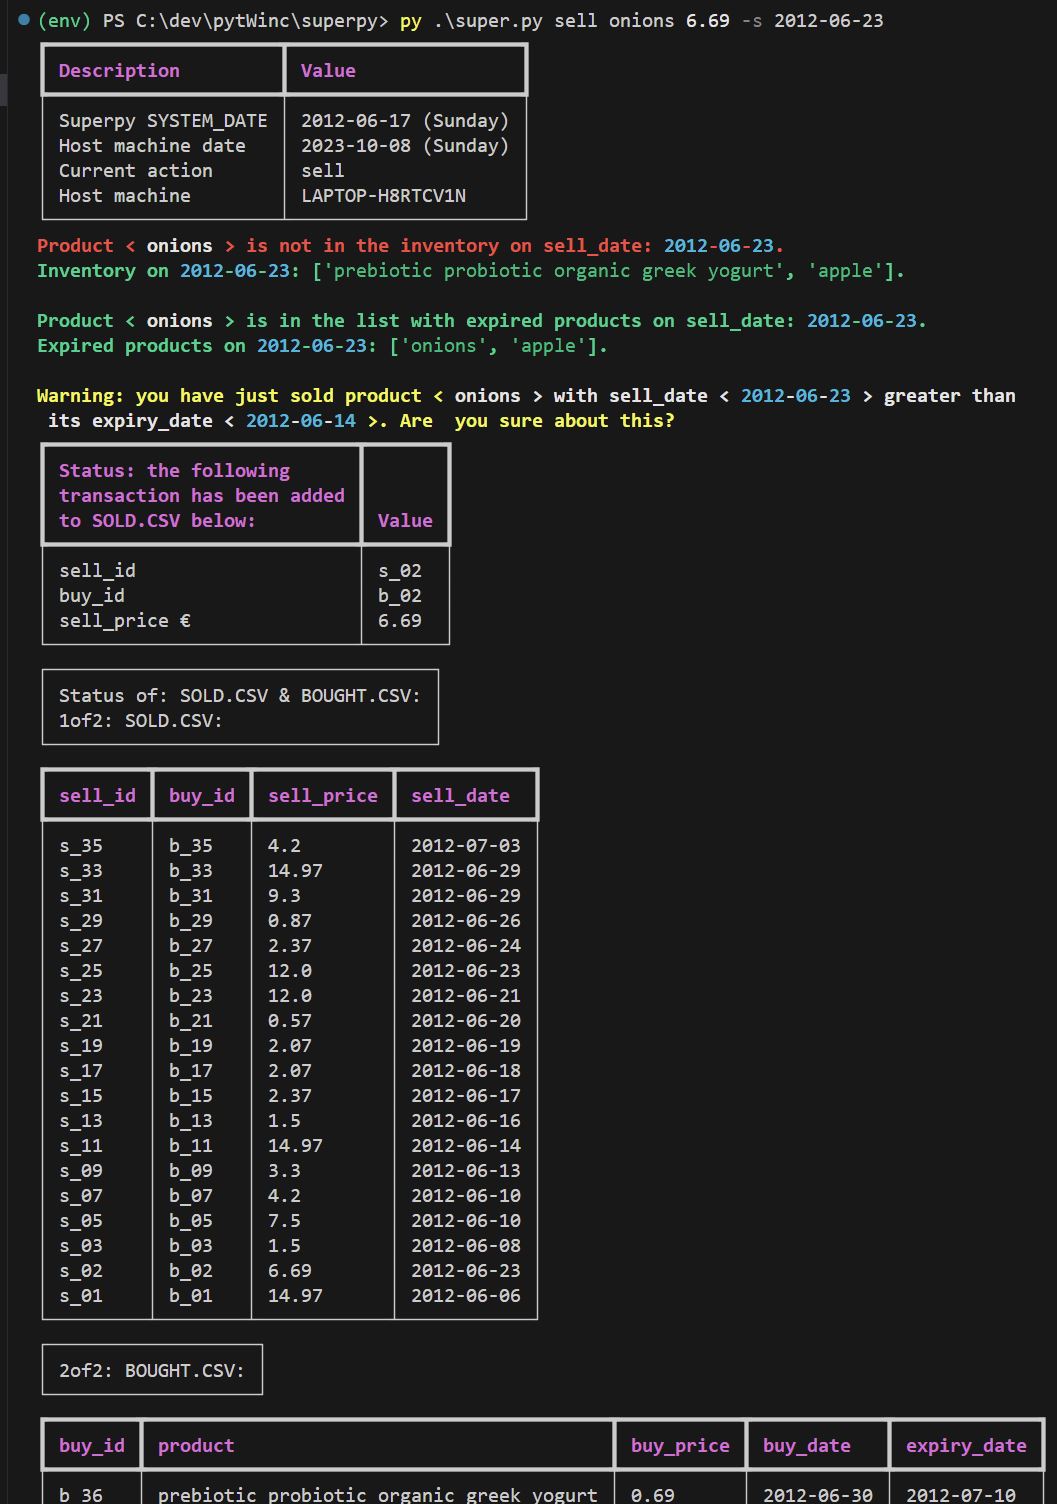 (env) PS C:\dev\pytWinc\superpy> py .\super.py sell onions 6.69 -s 2012-06-23
Description Value
Superpy SYSTEM_DATE 2012-06-17 (Sunday)
Host machine date 2023-10-08 (Sunday)
Current action sell
Host machine LAPTOP-H8RTCV1N
Product < onions > is not in the inventory on sell_date: 2012-06-23.
Inventory on 2012-06-23: ['prebiotic probiotic organic greek yogurt', 'apple'].
Product < onions > is in the list with expired products on sell_date: 2012-06-23.
Expired products on 2012-06-23: ['onions', 'apple'].
Warning: you have just sold product < onions > with sell_date < 2012-06-23 > greater than
its expiry_date < 2012-06-14 >. Are  you sure about this?
Status: the following
transaction has been added
to SOLD.CSV below: Value
sell_id s_02
buy_id b_02
sell_price € 6.69
Status of: SOLD.CSV & BOUGHT.CSV:
1of2: SOLD.CSV:
sell_id buy_id sell_price sell_date
s_35 b_35 4.2 2012-07-03
s_33 b_33 14.97 2012-06-29
s_31 b_31 9.3 2012-06-29
s_29 b_29 0.87 2012-06-26
s_27 b_27 2.37 2012-06-24
s_25 b_25 12.0 2012-06-23
s_23 b_23 12.0 2012-06-21
s_21 b_21 0.57 2012-06-20
s_19 b_19 2.07 2012-06-19
s_17 b_17 2.07 2012-06-18
s_15 b_15 2.37 2012-06-17
s_13 b_13 1.5 2012-06-16
s_11 b_11 14.97 2012-06-14
s_09 b_09 3.3 2012-06-13
s_07 b_07 4.2 2012-06-10
s_05 b_05 7.5 2012-06-10
s_03 b_03 1.5 2012-06-08
s_02 b_02 6.69 2012-06-23
s_01 b_01 14.97 2012-06-06
2of2: BOUGHT.CSV:
buy_id product buy_price buy_date expiry_date
b_36 prebiotic probiotic organic greek yogurt 0.69 2012-06-30 2012-07-10